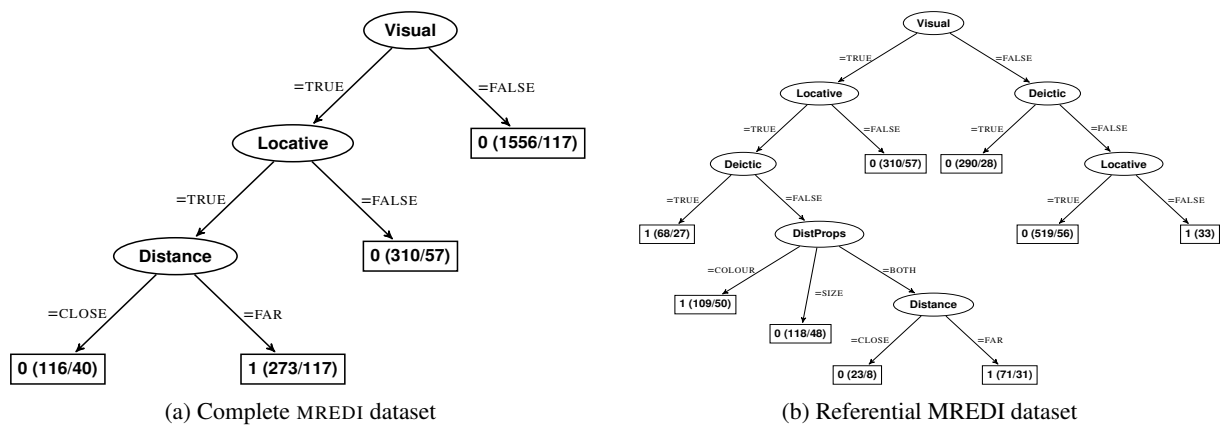 Visual
=TRUE
=FALSE
Locative
0 (1556/117)
=TRUE
=FALSE
Distance
0 (310/57)
=CLOSE
=FAR
0 (116/40)
1 (273/117)
(a) Complete MREDI dataset
Visual
=TRUE
=FALSE
Locative
Deictic
=TRUE
=FALSE
=TRUE
=FALSE
Deictic
0 (310/57)
0 (290/28)
Locative
=TRUE
=FALSE
=TRUE
=FALSE
1 (68/27)
DistProps
0 (519/56)
1 (33)
=COLOUR
=SIZE
=BOTH
1 (109/50)
Distance
0 (118/48)
=CLOSE
=FAR
0 (23/8)
1 (71/31)
(b) Referential MREDI dataset